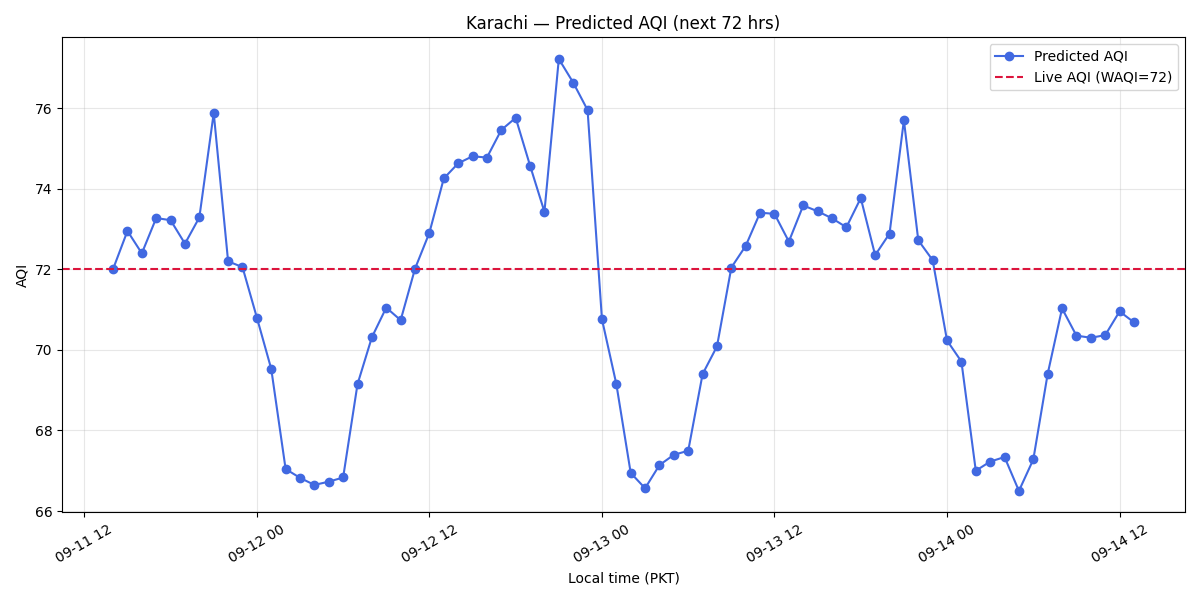 Karachi — Predicted AQI (next 72 hrs)
Predicted AQI
Live AQI (WAQI=72)
AQI
76
74
72
70
68
66
09-11 12
09-12 00
09-12 12
09-13 00
09-13 12
09-14 00
09-14 12
Local time (PKT)